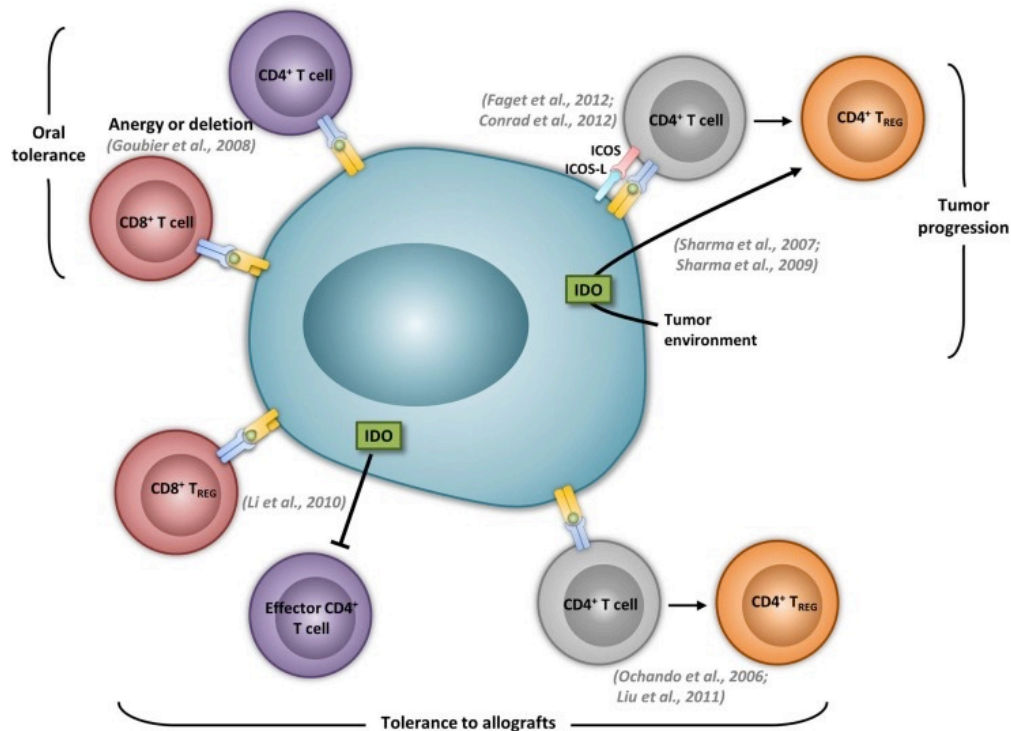 Oral
tolerance
CD4⁺ T cell
Anergy or deletion
(Goubier et al., 2008)
CD8⁺ T cell
(Faget et al., 2012;
Conrad et al., 2012)
ICOS
ICOS-L
CD4⁺ T cell
CD4⁺ TREG
Tumor
progression
(Sharma et al., 2007;
Sharma et al., 2009)
IDO
Tumor
environment
IDO
CD8⁺ TREG
(Li et al., 2010)
Effector CD4⁺
T cell
CD4⁺ T cell
CD4⁺ TREG
(Ochando et al., 2006;
Liu et al., 2011)
Tolerance to allografts